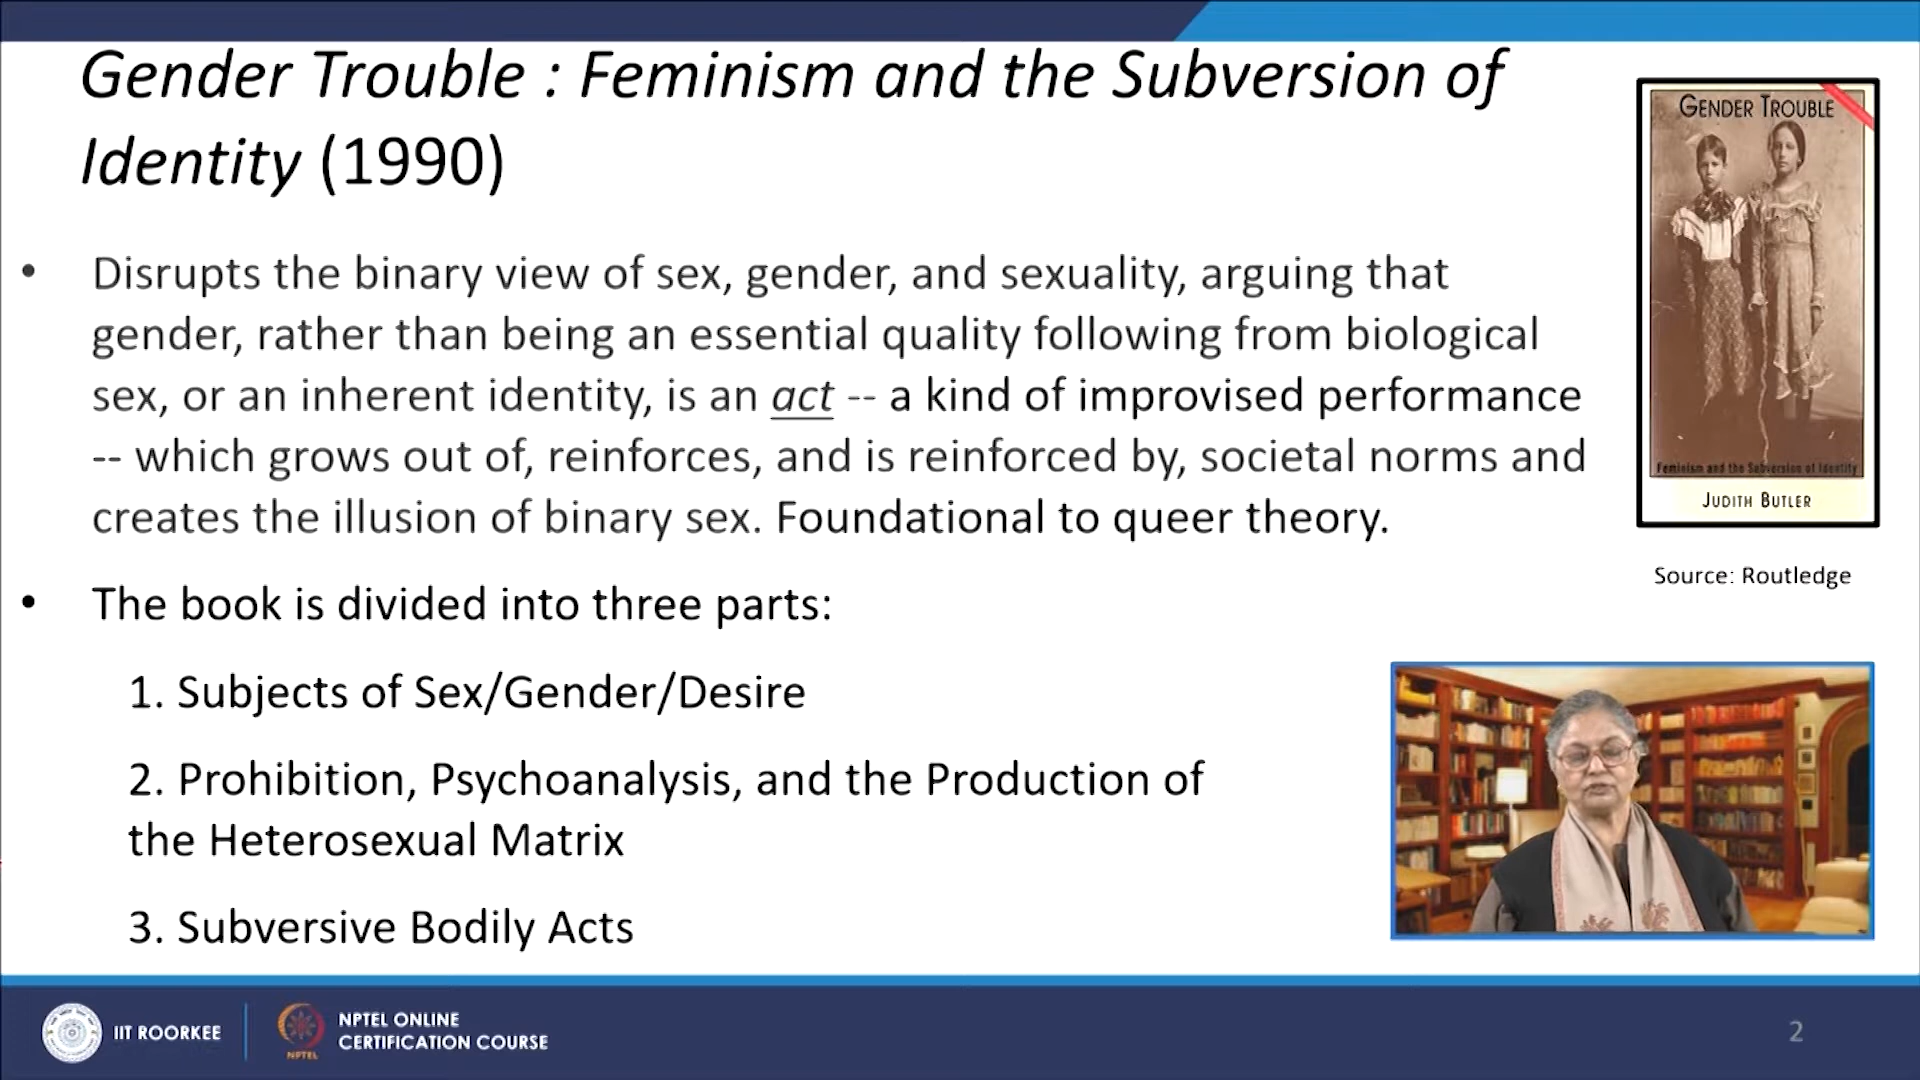 Gender Trouble : Feminism and the Subversion of
Identity (1990)
• Disrupts the binary view of sex, gender, and sexuality, arguing that
gender, rather than being an essential quality following from biological
sex, or an inherent identity, is an act -- a kind of improvised performance
-- which grows out of, reinforces, and is reinforced by, societal norms and
creates the illusion of binary sex. Foundational to queer theory.
• The book is divided into three parts:
1. Subjects of Sex/Gender/Desire
2. Prohibition, Psychoanalysis, and the Production of
the Heterosexual Matrix
3. Subversive Bodily Acts
GENDER TROUBLE
Feminism and the Subversion of Identity
JUDITH BUTLER
Source: Routledge
IIT ROORKEE
NPTEL
NPTEL ONLINE
CERTIFICATION COURSE
2